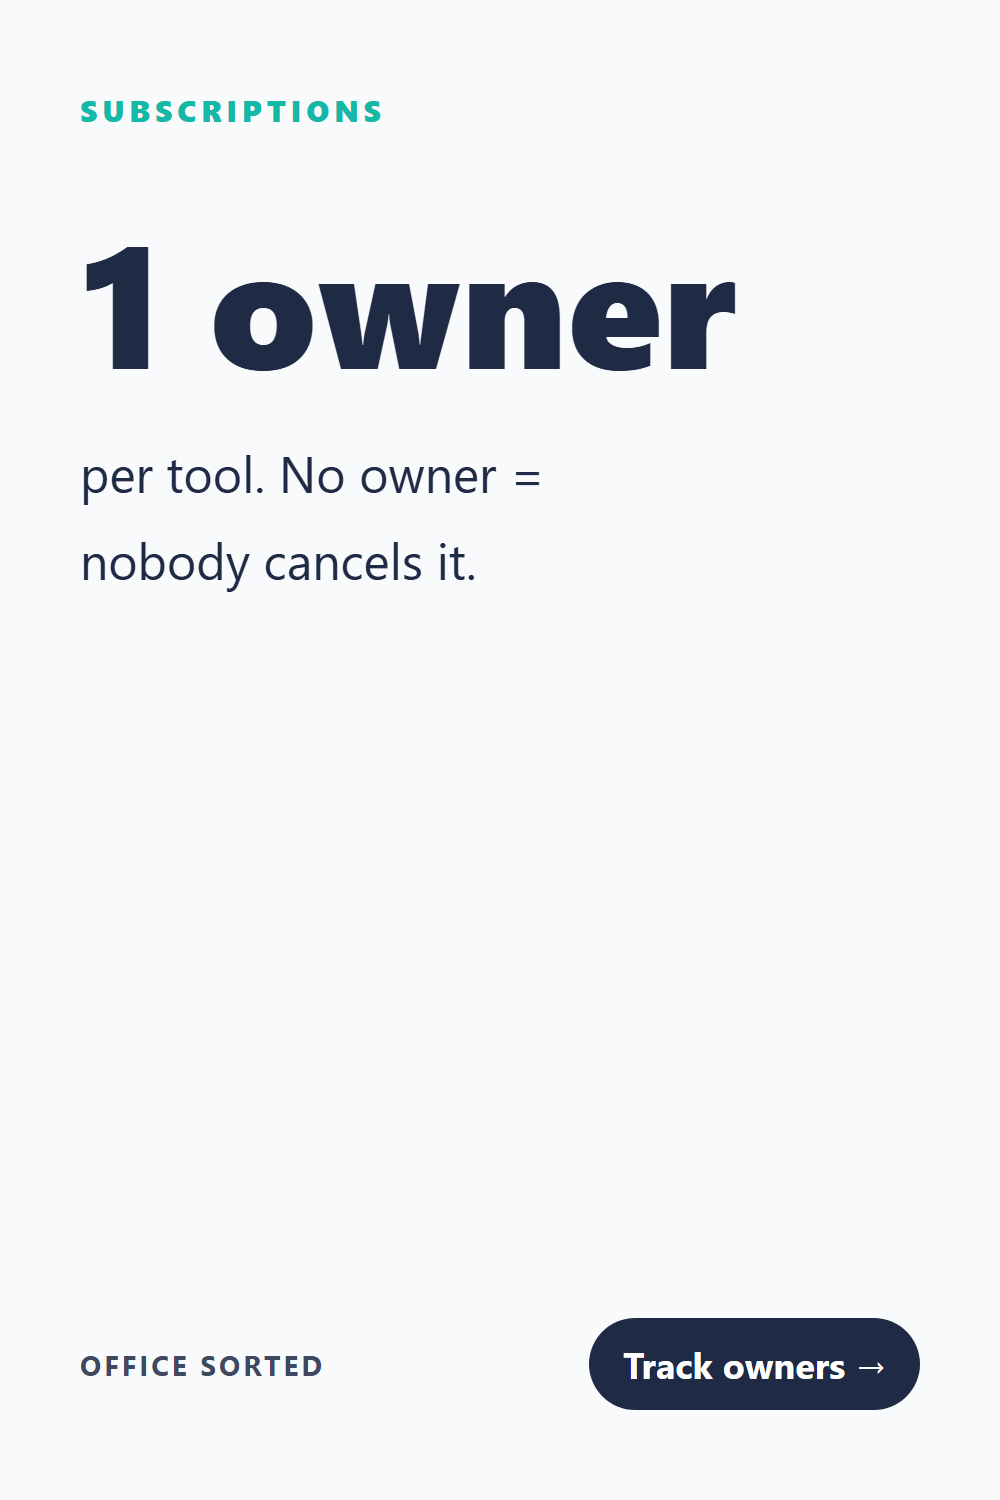 SUBSCRIPTIONS
1 owner
per tool. No owner =
nobody cancels it.
OFFICE SORTED
Track owners →